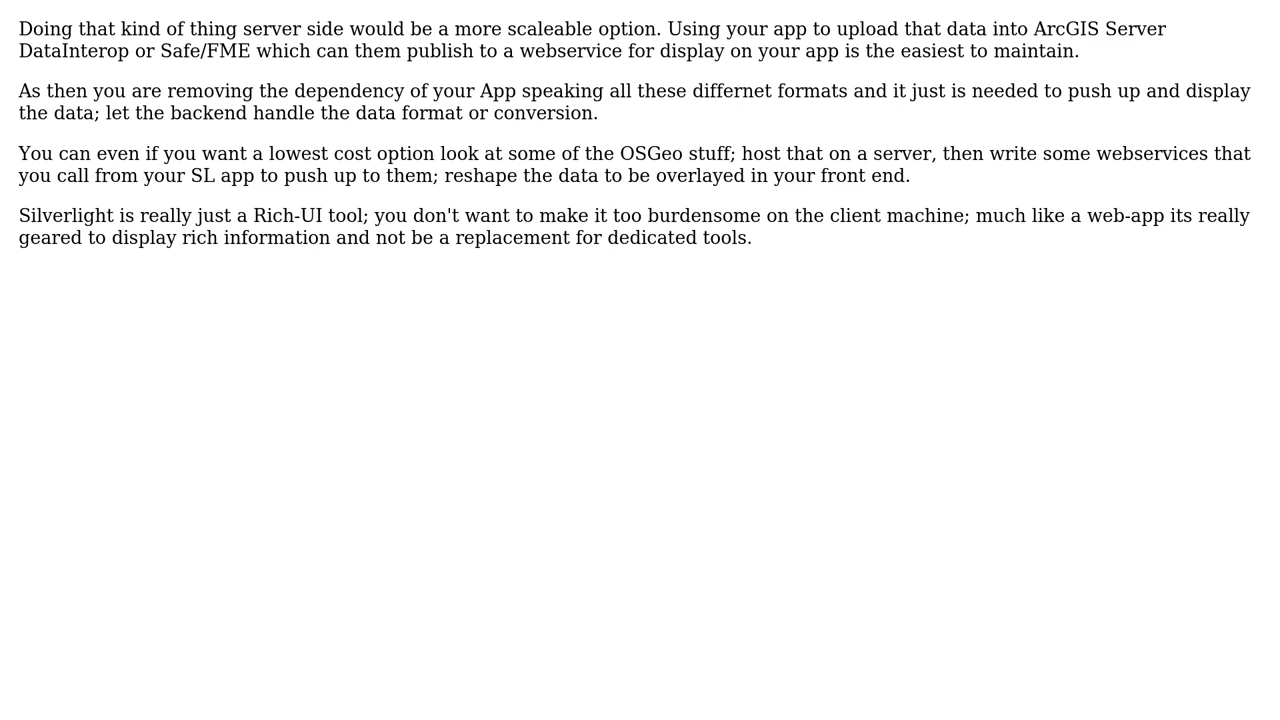 Doing that kind of thing server side would be a more scaleable option. Using your app to upload that data into ArcGIS Server
DataInterop or Safe/FME which can them publish to a webservice for display on your app is the easiest to maintain.
As then you are removing the dependency of your App speaking all these differnet formats and it just is needed to push up and display
the data; let the backend handle the data format or conversion.
You can even if you want a lowest cost option look at some of the OSGeo stuff; host that on a server, then write some webservices that
you call from your SL app to push up to them; reshape the data to be overlayed in your front end.
Silverlight is really just a Rich-UI tool; you don't want to make it too burdensome on the client machine; much like a web-app its really
geared to display rich information and not be a replacement for dedicated tools.